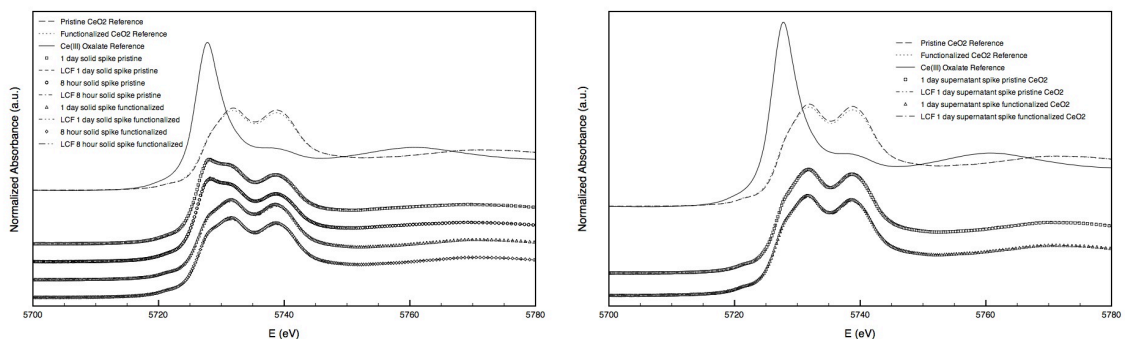 Normalized Absorbance (a.u.)
Pristine CeO2 Reference
Functionalized CeO2 Reference
Ce(III) Oxalate Reference
1 day solid spike pristine
LCF 1 day solid spike pristine
8 hour solid spike pristine
LCF 8 hour solid spike pristine
1 day solid spike functionalized
LCF 1 day solid spike functionalized
8 hour solid spike functionalized
LCF 8 hour solid spike functionalized
5700 5720 5740 5760 5780
E (eV)
Normalized Absorbance (a.u.)
Pristine CeO2 Reference
Functionalized CeO2 Reference
Ce(III) Oxalate Reference
1 day supernatant spike pristine CeO2
LCF 1 day supernatant spike pristine CeO2
1 day supernatant spike functionalized CeO2
LCF 1 day supernatant spike functionalized CeO2
5700 5720 5740 5760 5780
E (eV)